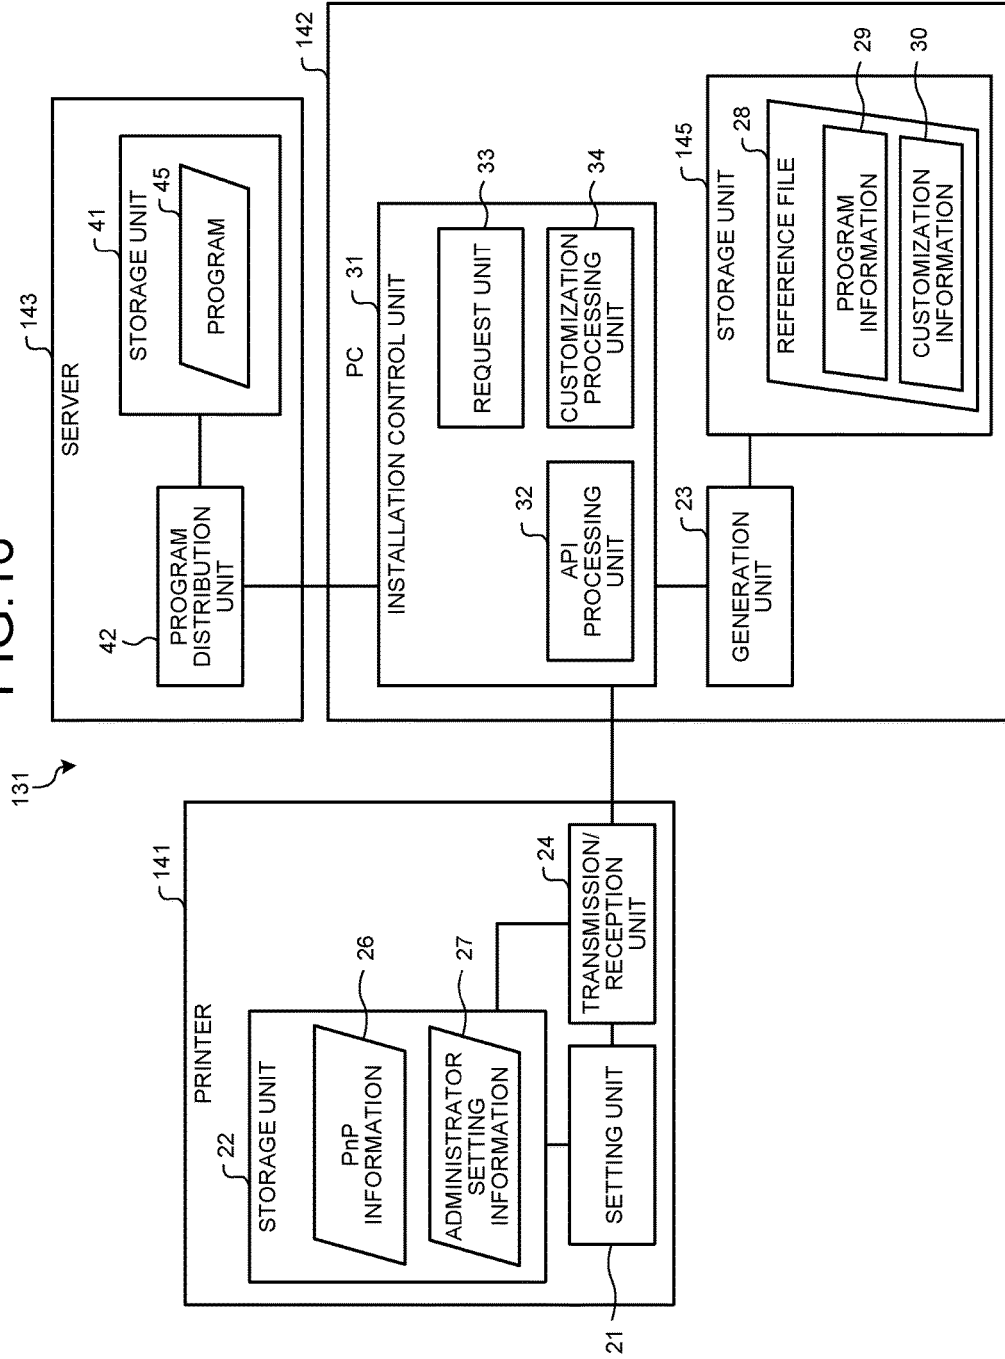 131
141
PRINTER
22
STORAGE UNIT
PnP
INFORMATION
26
ADMINISTRATOR
SETTING
INFORMATION
27
24
TRANSMISSION/
RECEPTION
UNIT
SETTING UNIT
21
143
SERVER
42
PROGRAM
DISTRIBUTION
UNIT
41
STORAGE UNIT
45
PROGRAM
142
PC
31
INSTALLATION CONTROL UNIT
REQUEST UNIT
33
32
API
PROCESSING
UNIT
CUSTOMIZATION
PROCESSING
UNIT
34
23
GENERATION
UNIT
145
STORAGE UNIT
28
REFERENCE FILE
PROGRAM
INFORMATION
29
CUSTOMIZATION
INFORMATION
30